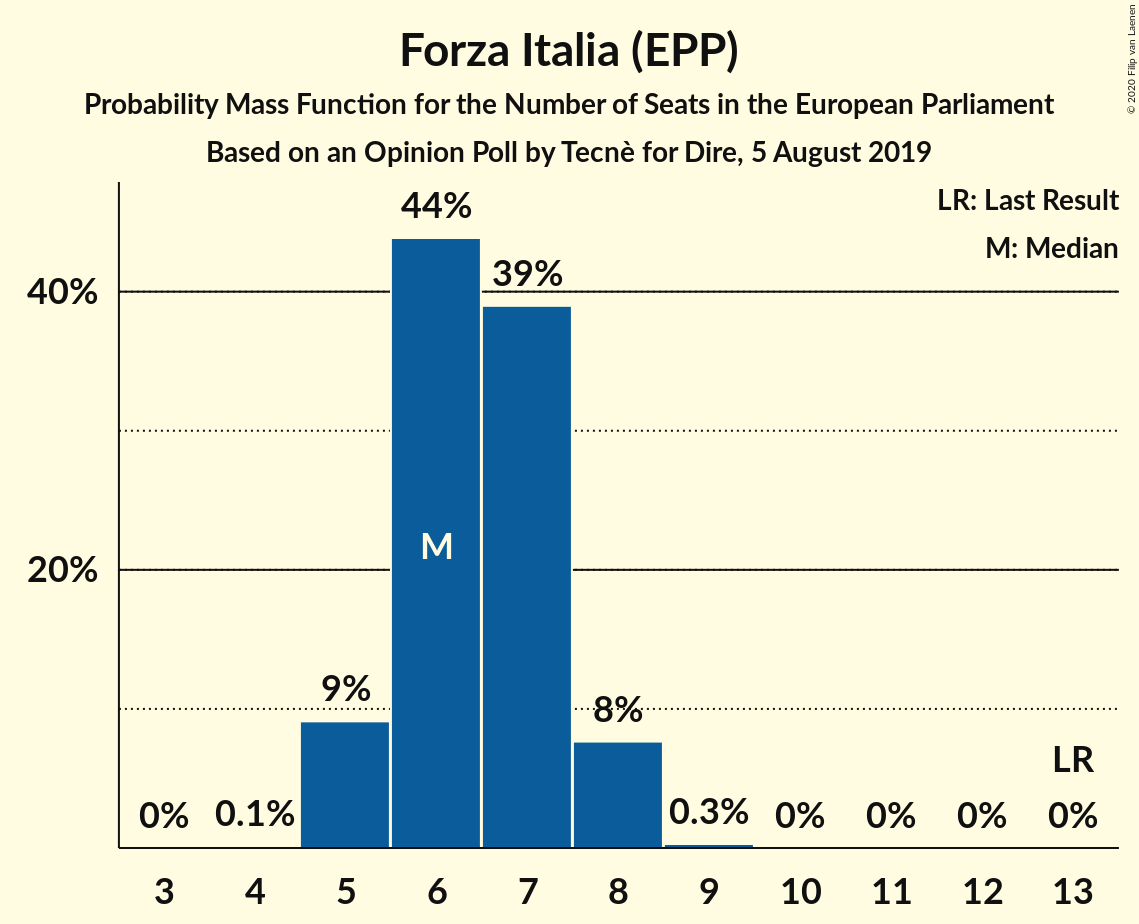 Forza Italia (EPP)
Probability Mass Function for the Number of Seats in the European Parliament
Based on an Opinion Poll by Tecnè for Dire, 5 August 2019
© 2020 Filip van Laenen
LR: Last Result
M: Median
44%
39%
40%
M
20%
9%
8%
LR
0% 0.1% 0.3% 0% 0% 0% 0%
3 4 5 6 7 8 9 10 11 12 13